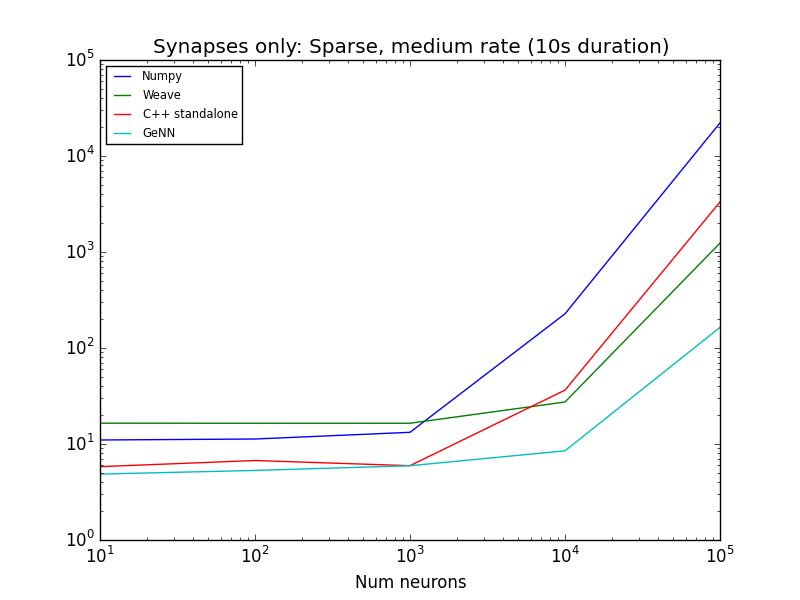 Synapses only: Sparse, medium rate (10s duration)
10^5
10^4
10^3
10^2
10^1
10^0
Numpy
Weave
C++ standalone
GeNN
10^1 10^2 10^3 10^4 10^5
Num neurons